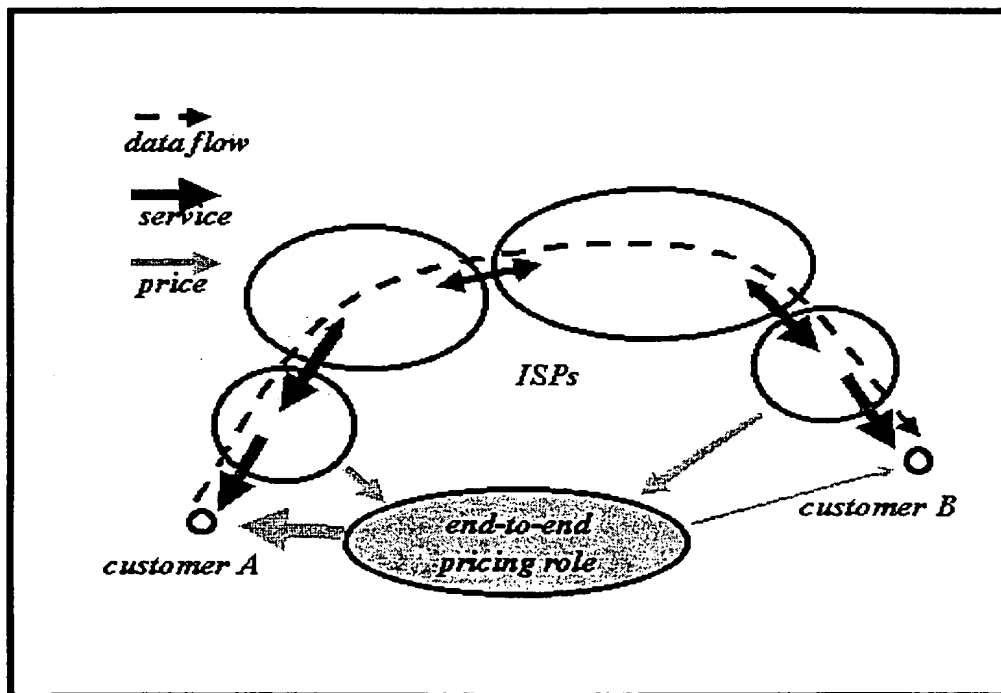 data flow
service
price
ISPs
customer B
end-to-end
pricing role
customer A